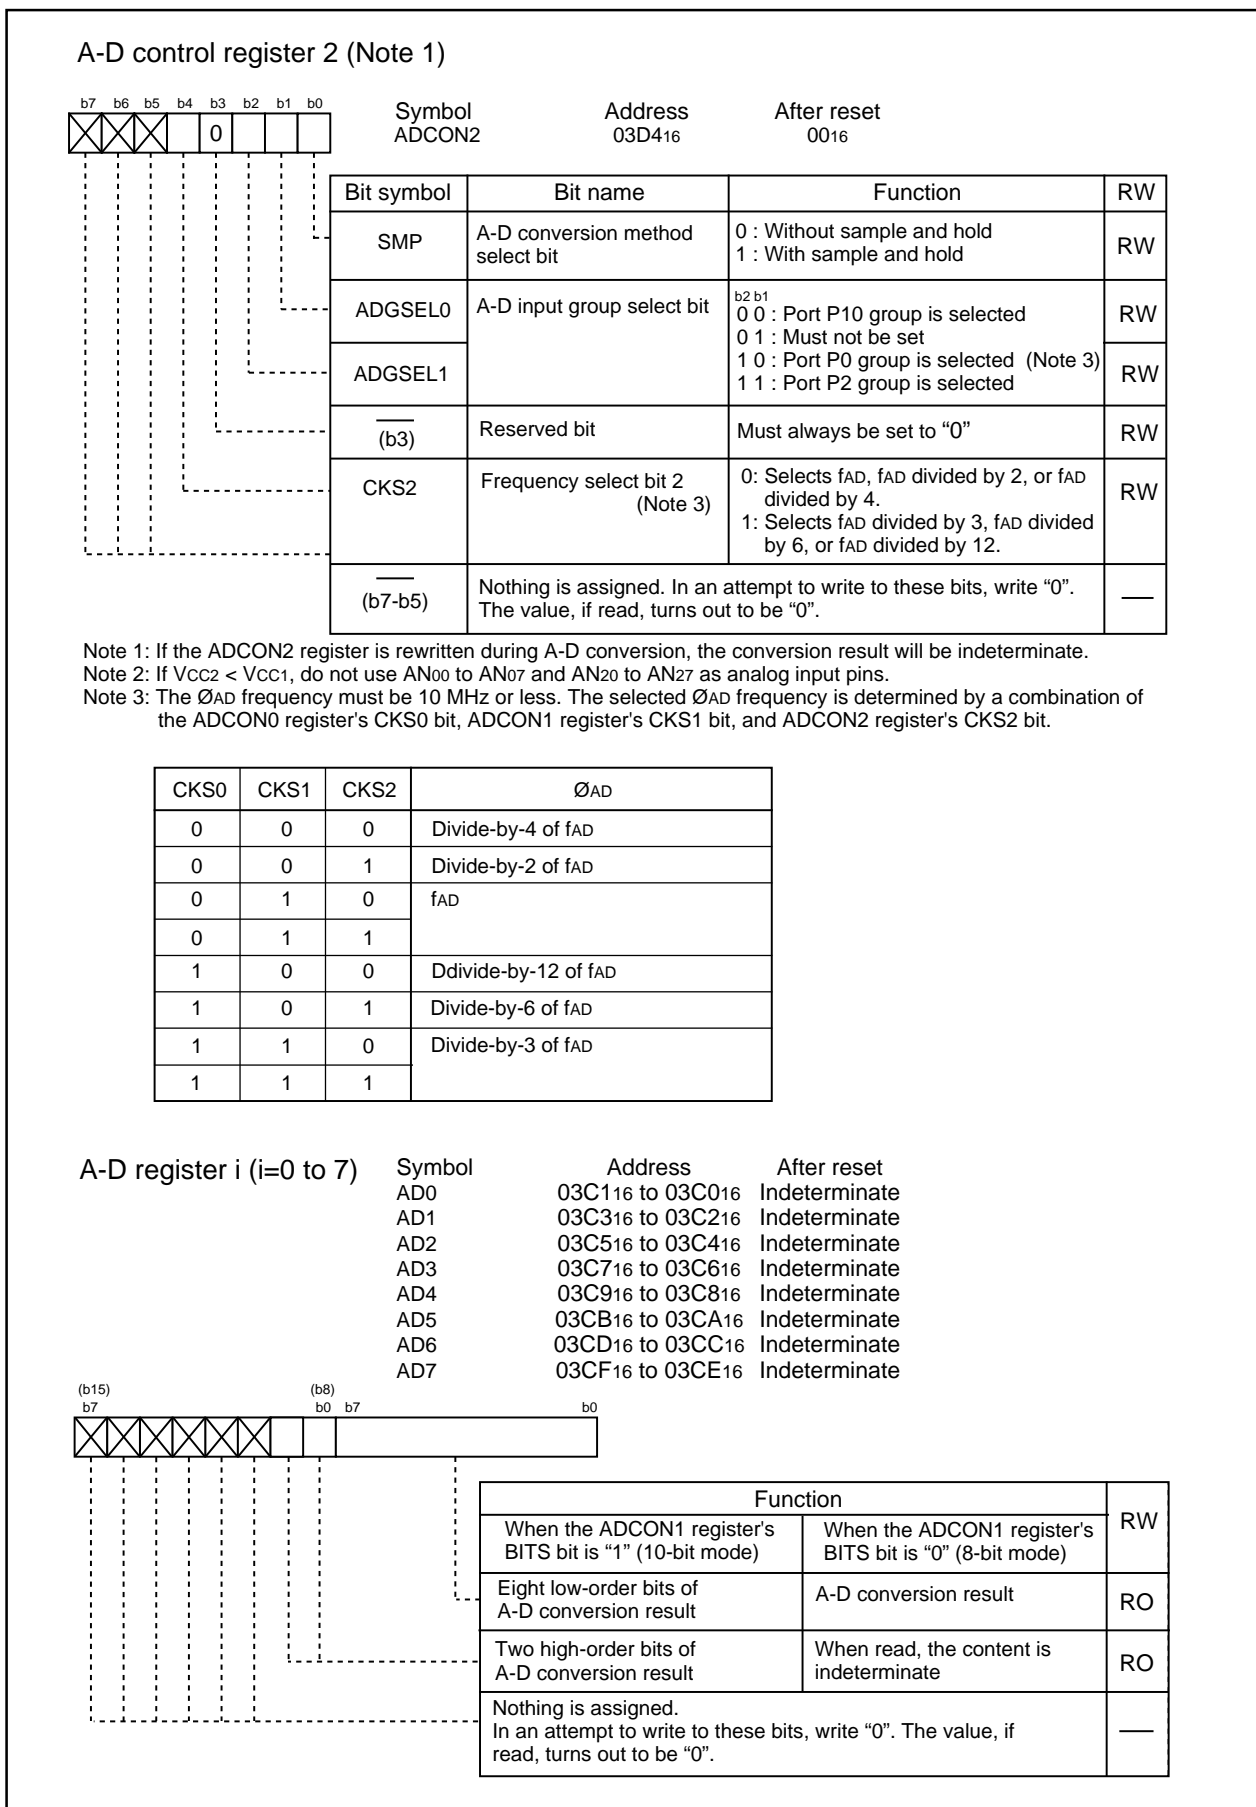 A-D control register 2 (Note 1)
b7 b6 b5 b4 b3 b2 b1 b0
0
Symbol Address After reset
ADCON2 03D416 0016
Bit symbol Bit name Function RW
SMP A-D conversion method select bit 0 : Without sample and hold RW
1 : With sample and hold
ADGSEL0 A-D input group select bit b2 b1 RW
0 0 : Port P10 group is selected
0 1 : Must not be set
ADGSEL1 1 0 : Port P0 group is selected (Note 3) RW
1 1 : Port P2 group is selected
(b3) Reserved bit Must always be set to “0” RW
CKS2 Frequency select bit 2 (Note 3) 0: Selects fAD, fAD divided by 2, or fAD RW
divided by 4.
1: Selects fAD divided by 3, fAD divided
by 6, or fAD divided by 12.
(b7-b5) Nothing is assigned. In an attempt to write to these bits, write “0”. —
The value, if read, turns out to be “0”.
Note 1: If the ADCON2 register is rewritten during A-D conversion, the conversion result will be indeterminate.
Note 2: If VCC2 < VCC1, do not use AN00 to AN07 and AN20 to AN27 as analog input pins.
Note 3: The ØAD frequency must be 10 MHz or less. The selected ØAD frequency is determined by a combination of
the ADCON0 register's CKS0 bit, ADCON1 register's CKS1 bit, and ADCON2 register's CKS2 bit.
CKS0 CKS1 CKS2 ØAD
0 0 0 Divide-by-4 of fAD
0 0 1 Divide-by-2 of fAD
0 1 0 fAD
0 1 1
1 0 0 Ddivide-by-12 of fAD
1 0 1 Divide-by-6 of fAD
1 1 0 Divide-by-3 of fAD
1 1 1
A-D register i (i=0 to 7)
Symbol Address After reset
AD0 03C116 to 03C016 Indeterminate
AD1 03C316 to 03C216 Indeterminate
AD2 03C516 to 03C416 Indeterminate
AD3 03C716 to 03C616 Indeterminate
AD4 03C916 to 03C816 Indeterminate
AD5 03CB16 to 03CA16 Indeterminate
AD6 03CD16 to 03CC16 Indeterminate
AD7 03CF16 to 03CE16 Indeterminate
(b15) (b8)
b7 b0 b7 b0
Function RW
When the ADCON1 register's When the ADCON1 register's
BITS bit is “1” (10-bit mode) BITS bit is “0” (8-bit mode)
Eight low-order bits of A-D conversion result RO
A-D conversion result
Two high-order bits of When read, the content is RO
A-D conversion result indeterminate
Nothing is assigned.
In an attempt to write to these bits, write “0”. The value, if —
read, turns out to be “0”.